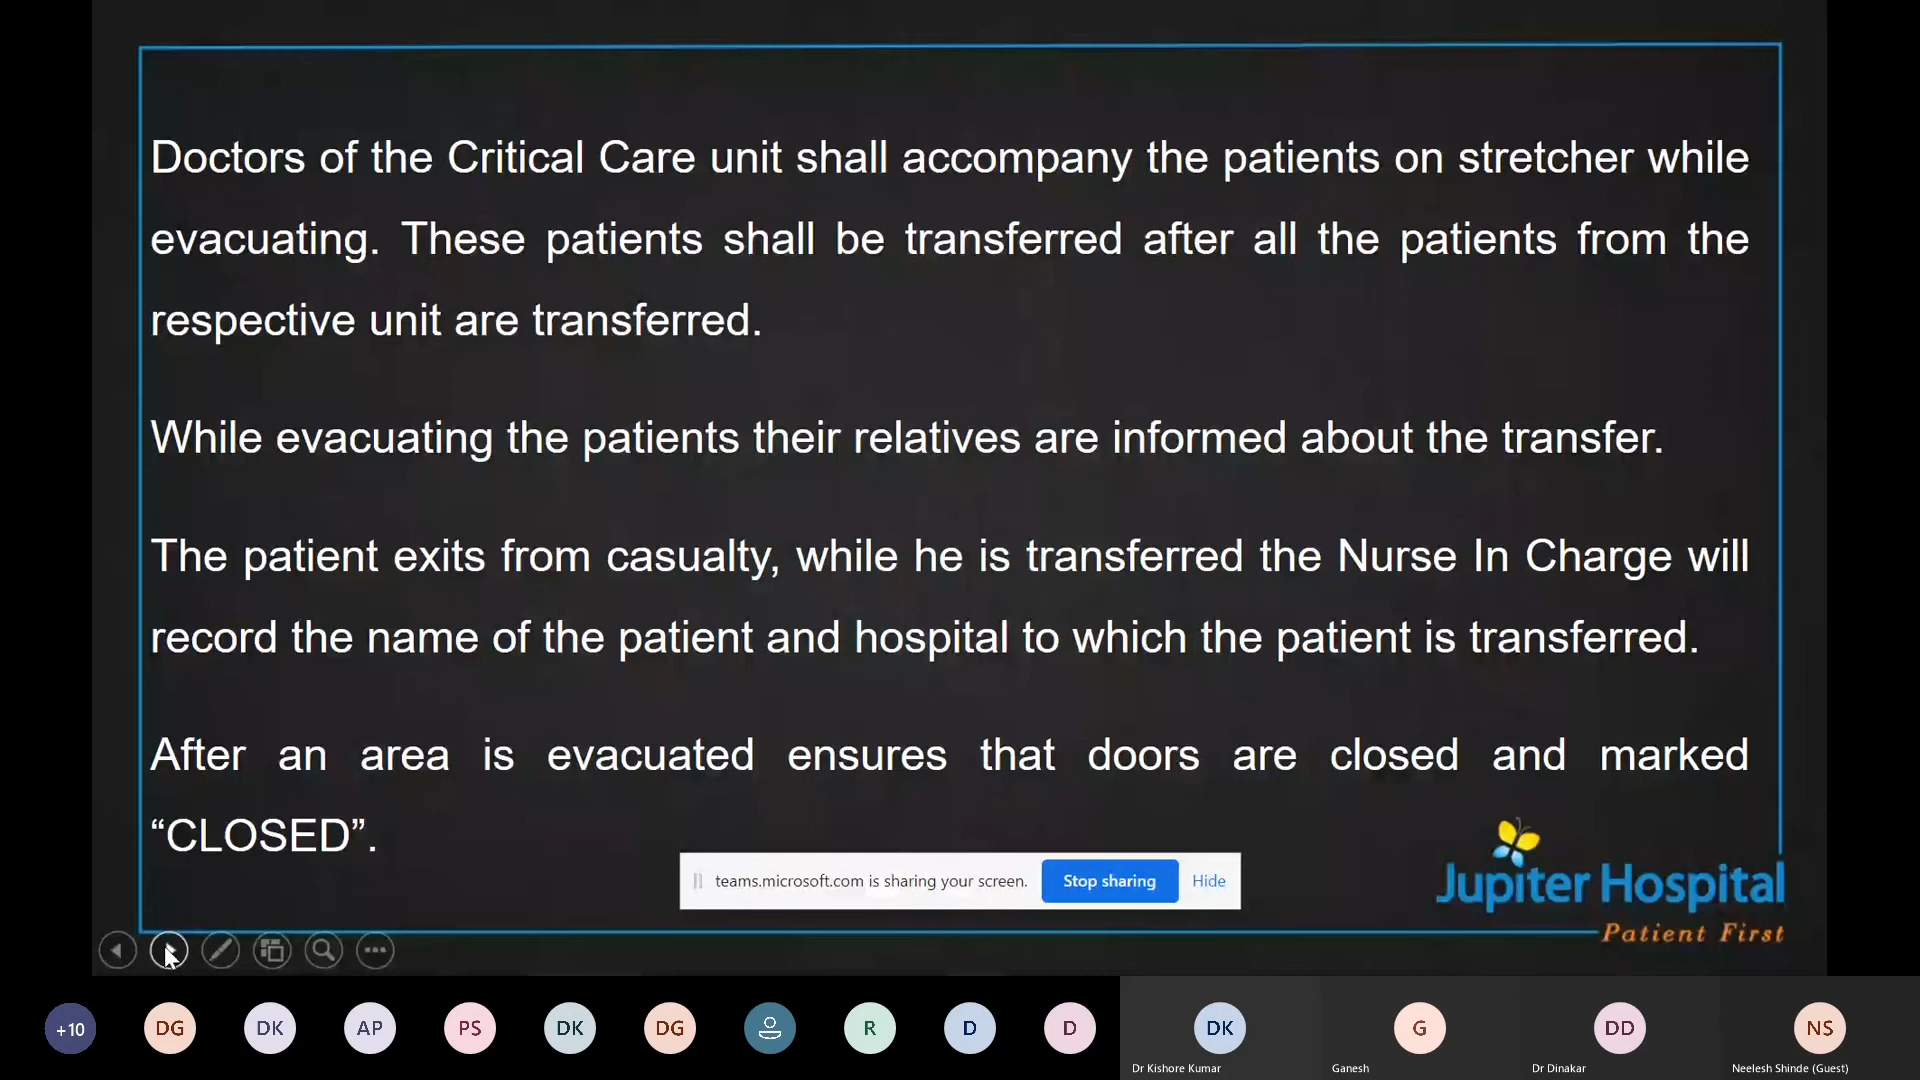 Doctors of the Critical Care unit shall accompany the patients on stretcher while
evacuating. These patients shall be transferred after all the patients from the
respective unit are transferred.
While evacuating the patients their relatives are informed about the transfer.
The patient exits from casualty, while he is transferred the Nurse In Charge will
record the name of the patient and hospital to which the patient is transferred.
After an area is evacuated ensures that doors are closed and marked
“CLOSED”.
teams.microsoft.com is sharing your screen. Stop sharing Hide
Jupiter Hospital
Patient First
+10 DG DK AP PS DK DG R D D DK G DD NS
Dr Kishore Kumar Ganesh Dr Dinakar Neelesh Shinde (Guest)